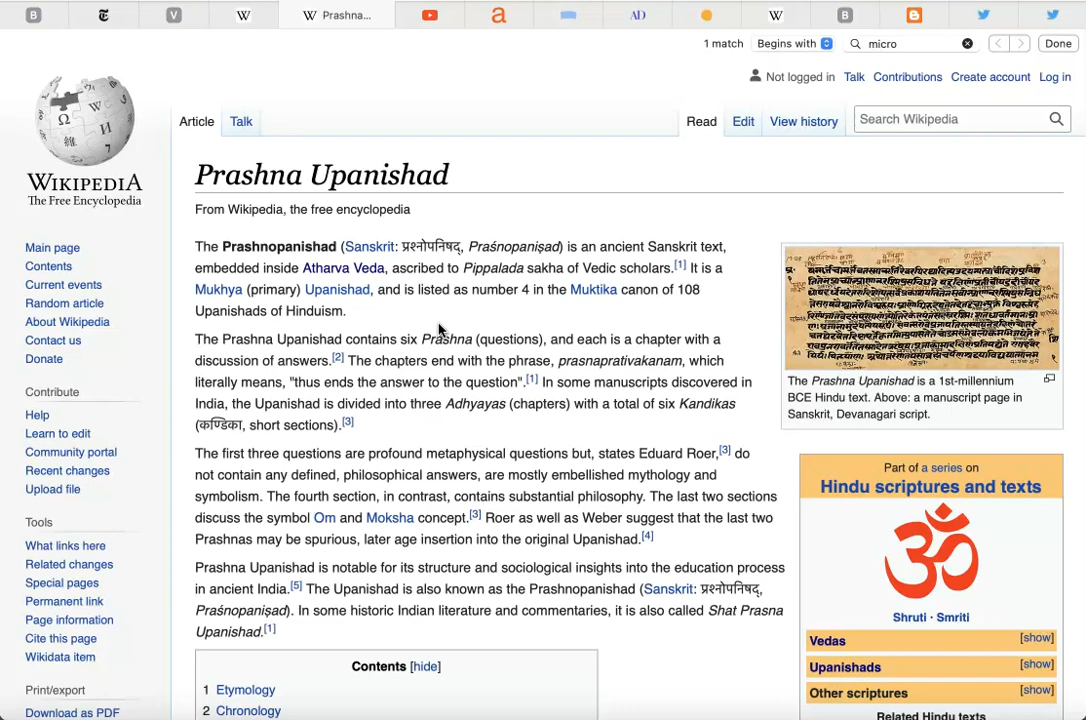 Prashna...
AD
1 match Begins with micro Done
Not logged in Talk Contributions Create account Log in
Article Talk Read Edit View history Search Wikipedia
WIKIPEDIA
The Free Encyclopedia
Main page
Contents
Current events
Random article
About Wikipedia
Contact us
Donate
Contribute
Help
Learn to edit
Community portal
Recent changes
Upload file
Tools
What links here
Related changes
Special pages
Permanent link
Page information
Cite this page
Wikidata item
Print/export
Download as PDF
Prashna Upanishad
From Wikipedia, the free encyclopedia
The Prashnopanishad (Sanskrit: प्रश्नोपनिषद्, Praśnopaniṣad) is an ancient Sanskrit text,
embedded inside Atharva Veda, ascribed to Pippalada sakha of Vedic scholars.[1] It is a
Mukhya (primary) Upanishad, and is listed as number 4 in the Muktika canon of 108
Upanishads of Hinduism.
The Prashna Upanishad contains six Prashna (questions), and each is a chapter with a
discussion of answers.[2] The chapters end with the phrase, prasnaprativakanam, which
literally means, "thus ends the answer to the question".[1] In some manuscripts discovered in
India, the Upanishad is divided into three Adhyayas (chapters) with a total of six Kandikas
(कण्डिका, short sections).[3]
The first three questions are profound metaphysical questions but, states Eduard Roer,[3] do
not contain any defined, philosophical answers, are mostly embellished mythology and
symbolism. The fourth section, in contrast, contains substantial philosophy. The last two sections
discuss the symbol Om and Moksha concept.[3] Roer as well as Weber suggest that the last two
Prashnas may be spurious, later age insertion into the original Upanishad.[4]
Prashna Upanishad is notable for its structure and sociological insights into the education process
in ancient India.[5] The Upanishad is also known as the Prashnopanishad (Sanskrit: प्रश्नोपनिषद्,
Praśnopaniṣad). In some historic Indian literature and commentaries, it is also called Shat Prasna
Upanishad.[1]
Contents [hide]
1 Etymology
2 Chronology
The Prashna Upanishad is a 1st-millennium
BCE Hindu text. Above: a manuscript page in
Sanskrit, Devanagari script.
Part of a series on
Hindu scriptures and texts
ॐ
Shruti · Smriti
Vedas [show]
Upanishads [show]
Other scriptures [show]
Related Hindu texts